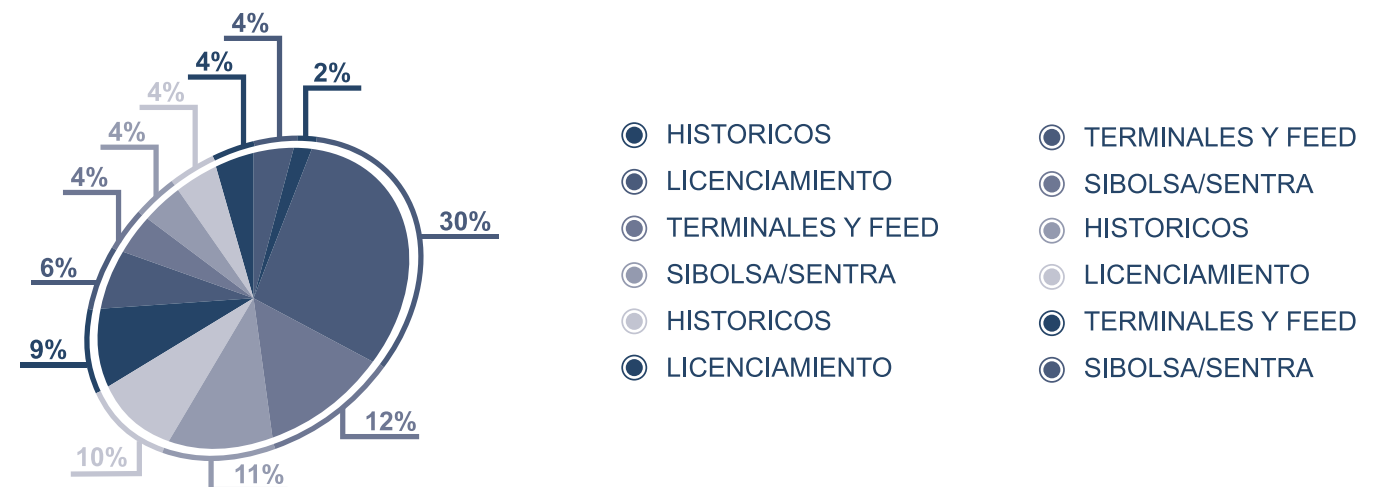 4%
4%
2%
4%
4%
4%
30%
6%
9%
12%
10%
11%
HISTORICOS
LICENCIAMIENTO
TERMINALES Y FEED
SIBOLSA/SENTRA
HISTORICOS
LICENCIAMIENTO
TERMINALES Y FEED
SIBOLSA/SENTRA
HISTORICOS
LICENCIAMIENTO
TERMINALES Y FEED
SIBOLSA/SENTRA